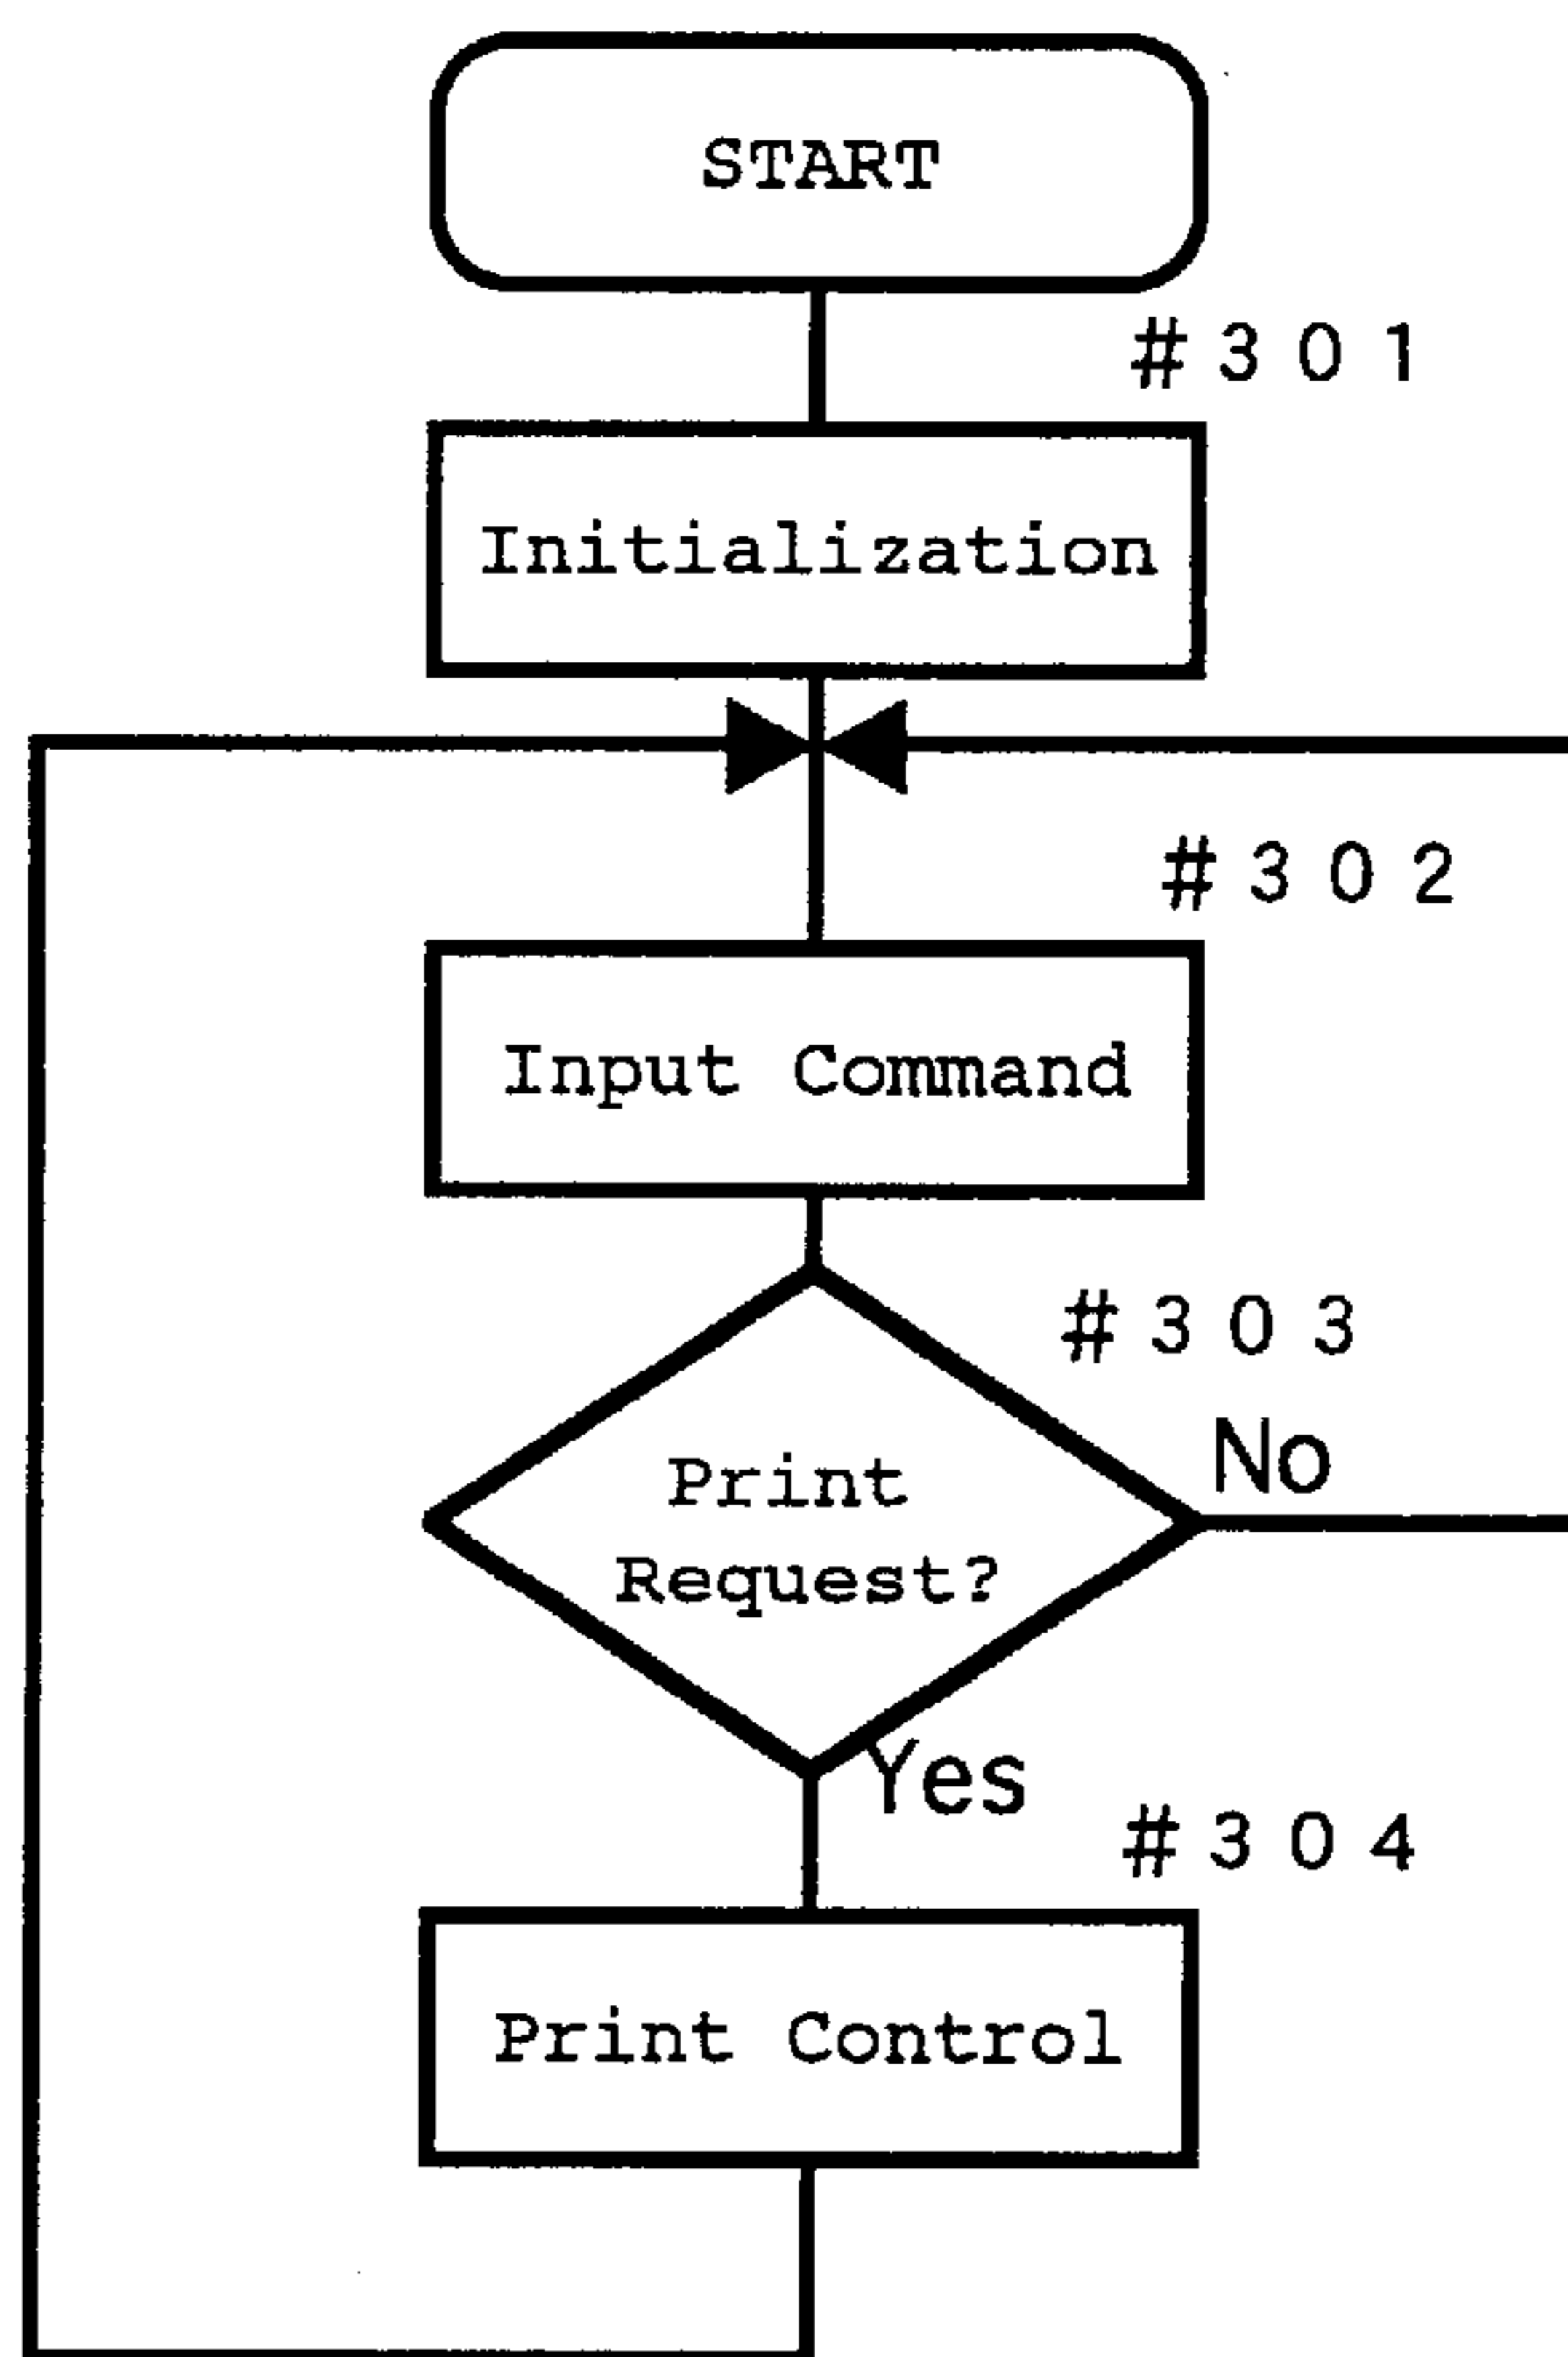 START
#301
Initialization
#302
Input Command
#303
No
Print
Request?
Yes
#304
Print Control